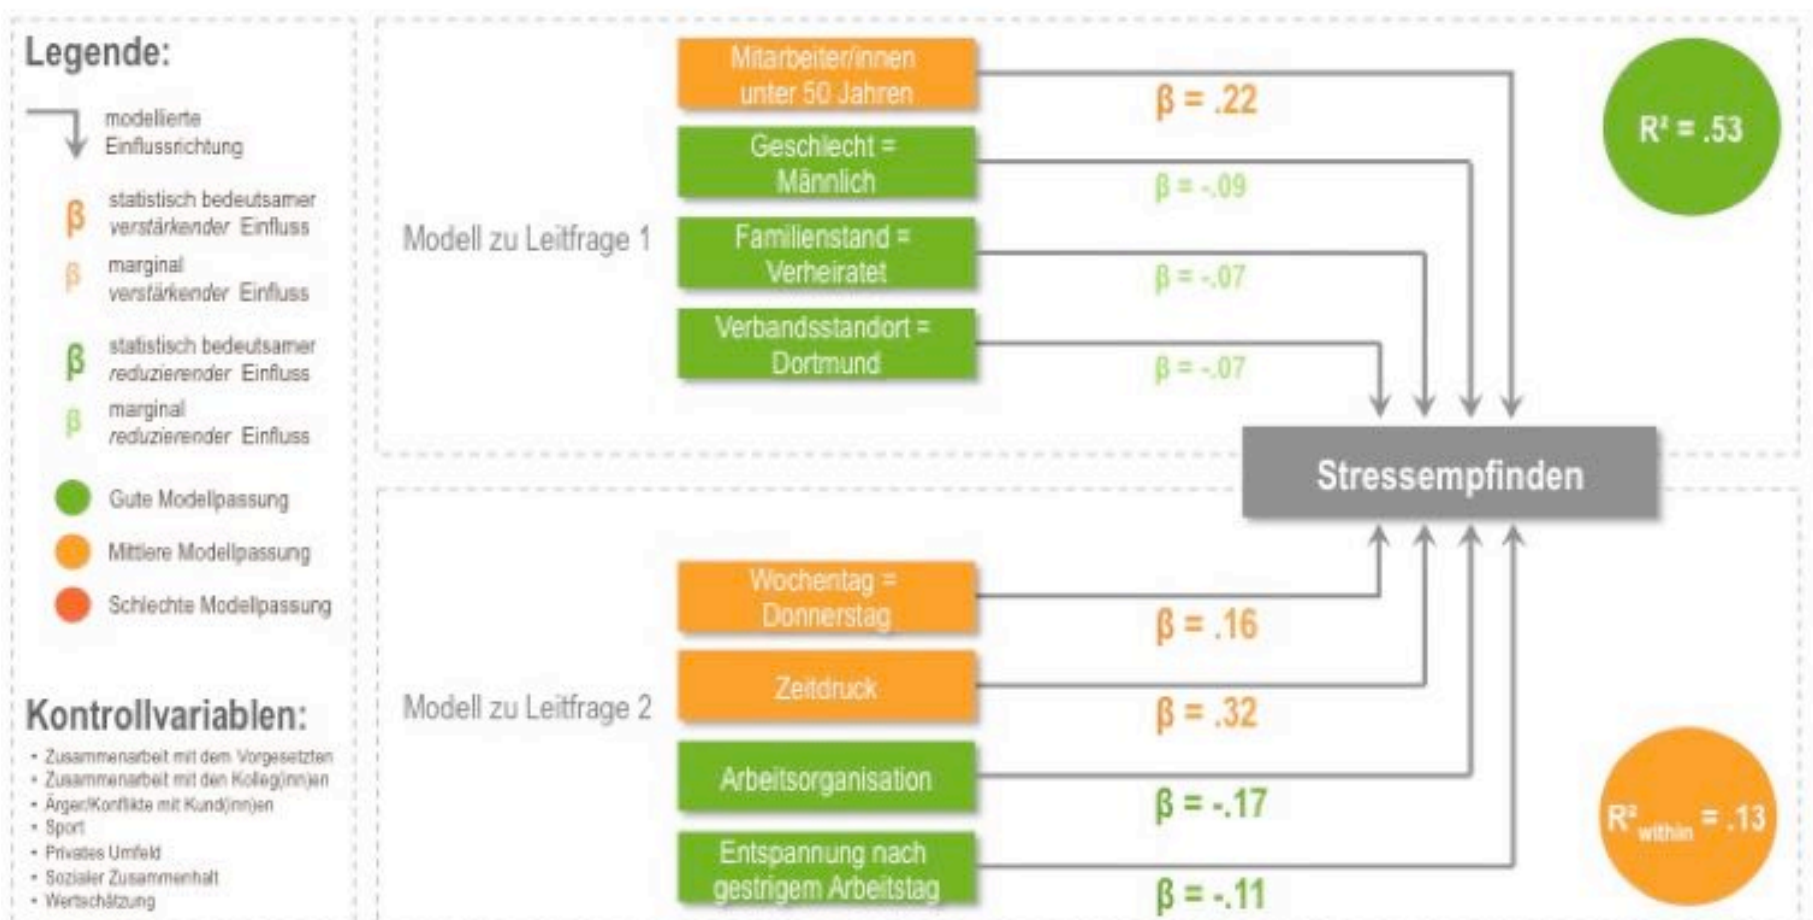 Legende:
modellierte
Einflussrichtung
β statistisch bedeutsamer
verstärkender Einfluss
β marginal
verstärkender Einfluss
β statistisch bedeutsamer
reduzierender Einfluss
β marginal
reduzierender Einfluss
Gute Modellpassung
Mittlere Modellpassung
Schlechte Modellpassung
Kontrollvariablen:
• Zusammenarbeit mit dem Vorgesetzten
• Zusammenarbeit mit den Kolleg(inn)en
• Ärger/Konflikte mit Kund(inn)en
• Sport
• Privates Umfeld
• Sozialer Zusammenhalt
• Wertschätzung
Modell zu Leitfrage 1
Mitarbeiter/innen
unter 50 Jahren
β = .22
Geschlecht =
Männlich
β = -.09
Familienstand =
Verheiratet
β = -.07
Verbandsstandort =
Dortmund
β = -.07
R² = .53
Stressempfinden
Modell zu Leitfrage 2
Wochentag =
Donnerstag
β = .16
Zeitdruck
β = .32
Arbeitsorganisation
β = -.17
Entspannung nach
gestrigem Arbeitstag
β = -.11
R² within = .13